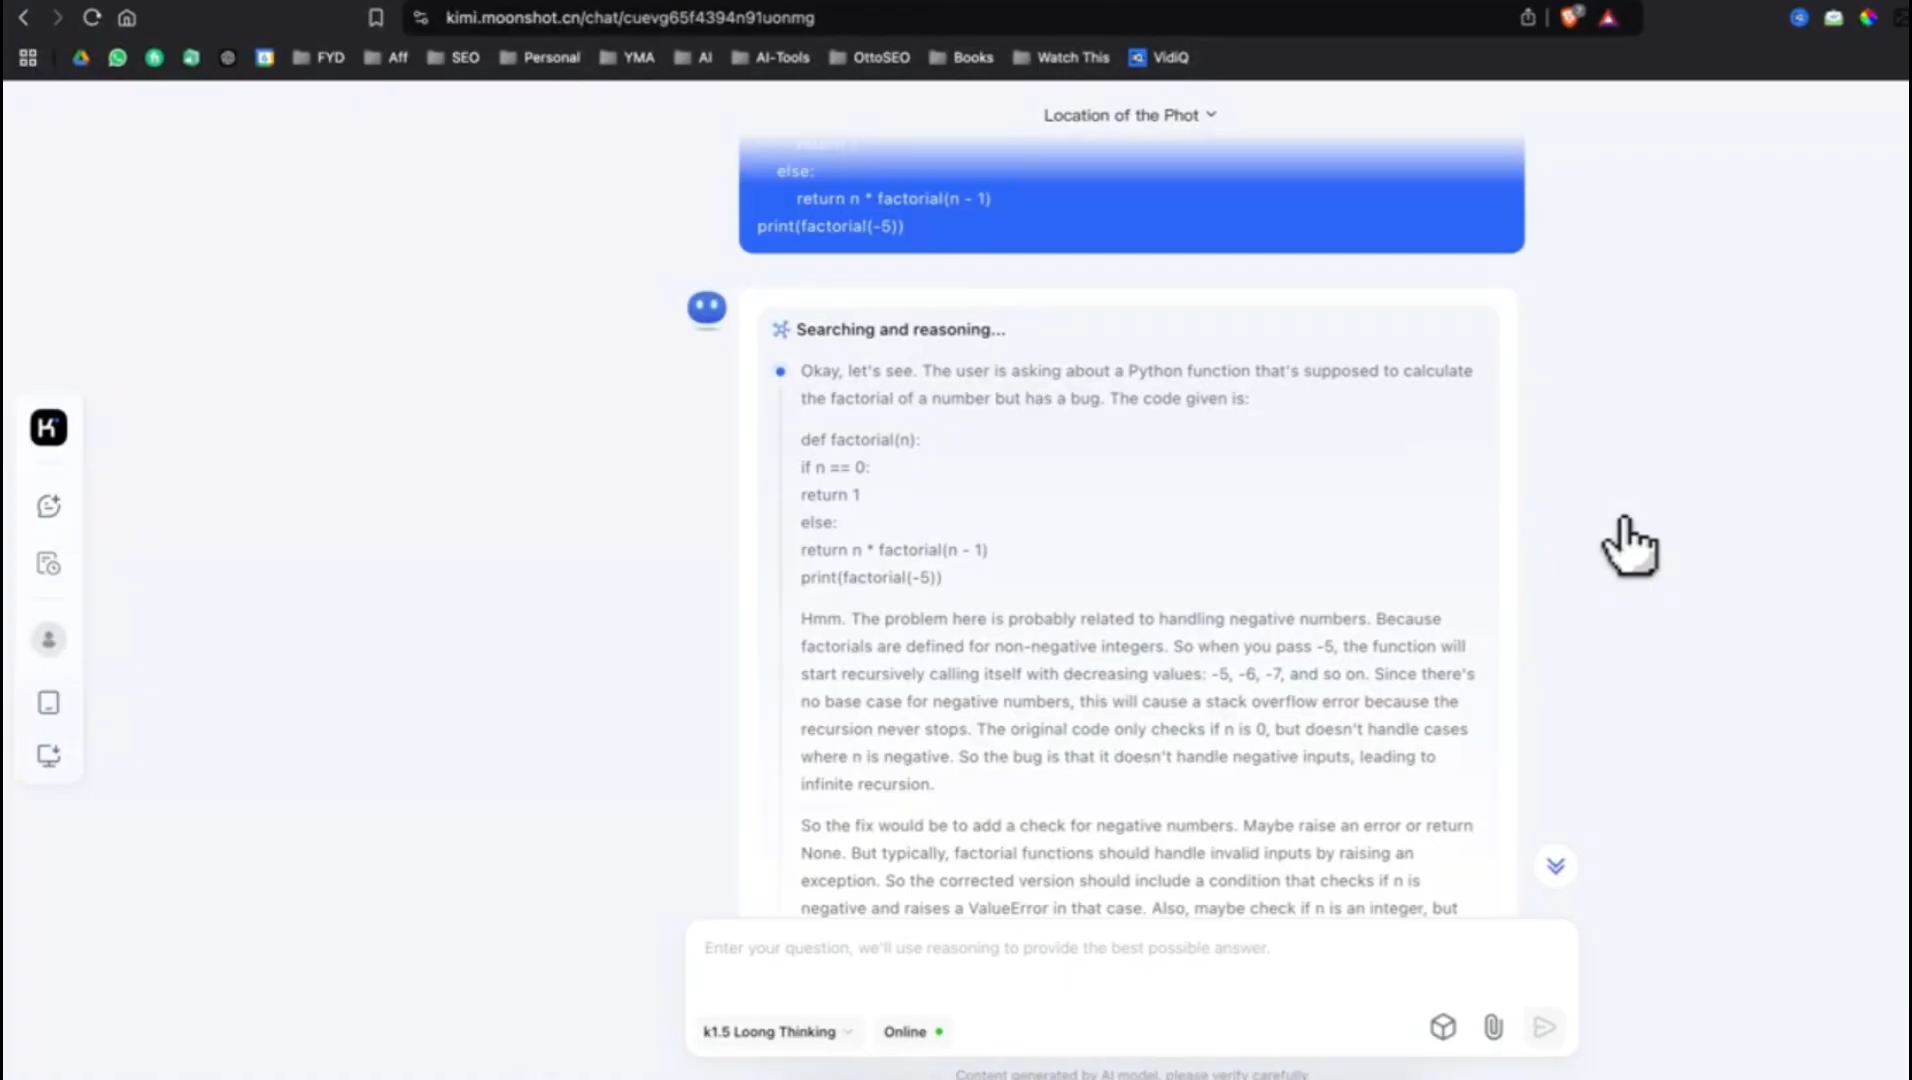 kimi.moonshot.cn/chat/cuevg65f4394n91uonmg
FYD
Aff
SEO
Personal
YMA
AI
AI-Tools
OttoSEO
Books
Watch This
VidiQ
Location of the Phot
else:
return n * factorial(n - 1)
print(factorial(-5))
Searching and reasoning...
Okay, let's see. The user is asking about a Python function that's supposed to calculate
the factorial of a number but has a bug. The code given is:
def factorial(n):
if n == 0:
return 1
else:
return n * factorial(n - 1)
print(factorial(-5))
Hmm. The problem here is probably related to handling negative numbers. Because
factorials are defined for non-negative integers. So when you pass -5, the function will
start recursively calling itself with decreasing values: -5, -6, -7, and so on. Since there's
no base case for negative numbers, this will cause a stack overflow error because the
recursion never stops. The original code only checks if n is 0, but doesn't handle cases
where n is negative. So the bug is that it doesn't handle negative inputs, leading to
infinite recursion.
So the fix would be to add a check for negative numbers. Maybe raise an error or return
None. But typically, factorial functions should handle invalid inputs by raising an
exception. So the corrected version should include a condition that checks if n is
negative and raises a ValueError in that case. Also, maybe check if n is an integer, but
Enter your question, we'll use reasoning to provide the best possible answer.
k1.5 Loong Thinking
Online
Content generated by AI model, please verify carefully